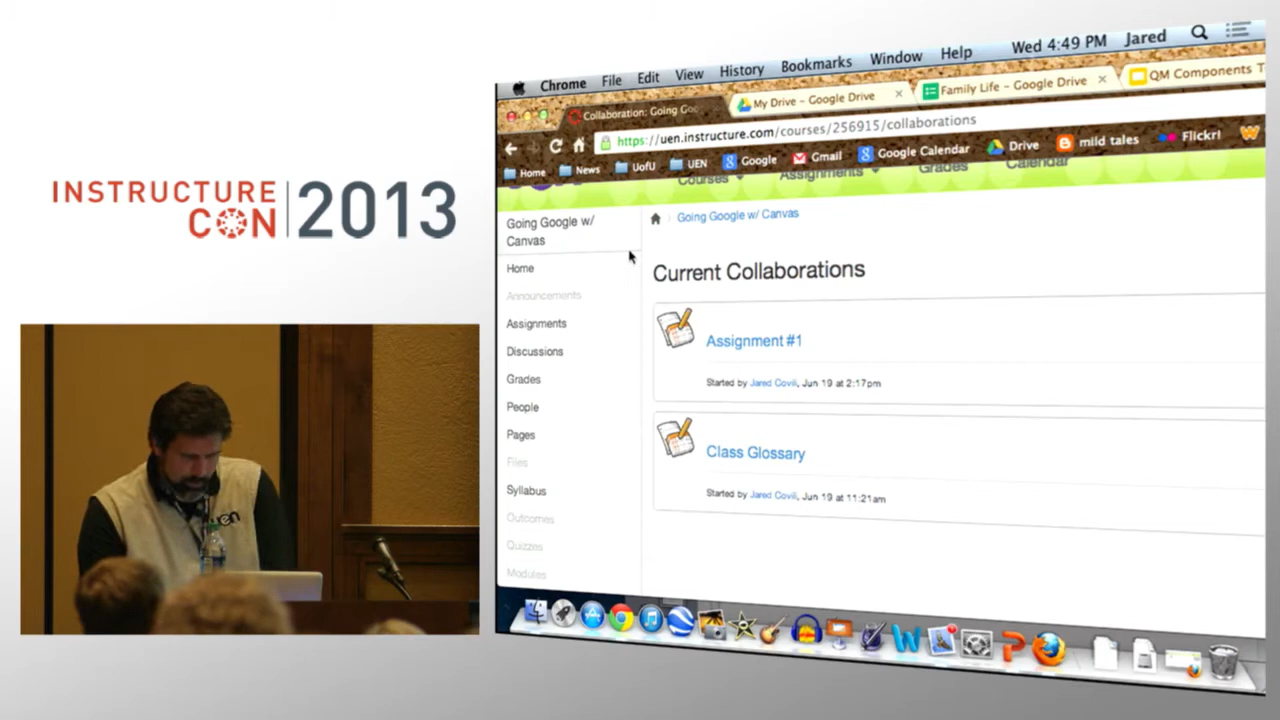 INSTRUCTURE
CON
2013
uen
Chrome File Edit View History Bookmarks Window Help Wed 4:49 PM Jared
Collaboration: Going Goo
My Drive - Google Drive
Family Life - Google Drive
QM Components T
https://uen.instructure.com/courses/256915/collaborations
Home News UofU UEN Google Gmail Google Calendar Drive mild tales Flickr!
Courses Assignments Grades Calendar
Going Google w/
Canvas
Going Google w/ Canvas
Home
Announcements
Assignments
Discussions
Grades
People
Pages
Files
Syllabus
Outcomes
Quizzes
Modules
Current Collaborations
Assignment #1
Started by Jared Covili, Jun 19 at 2:17pm
Class Glossary
Started by Jared Covili, Jun 19 at 11:21am